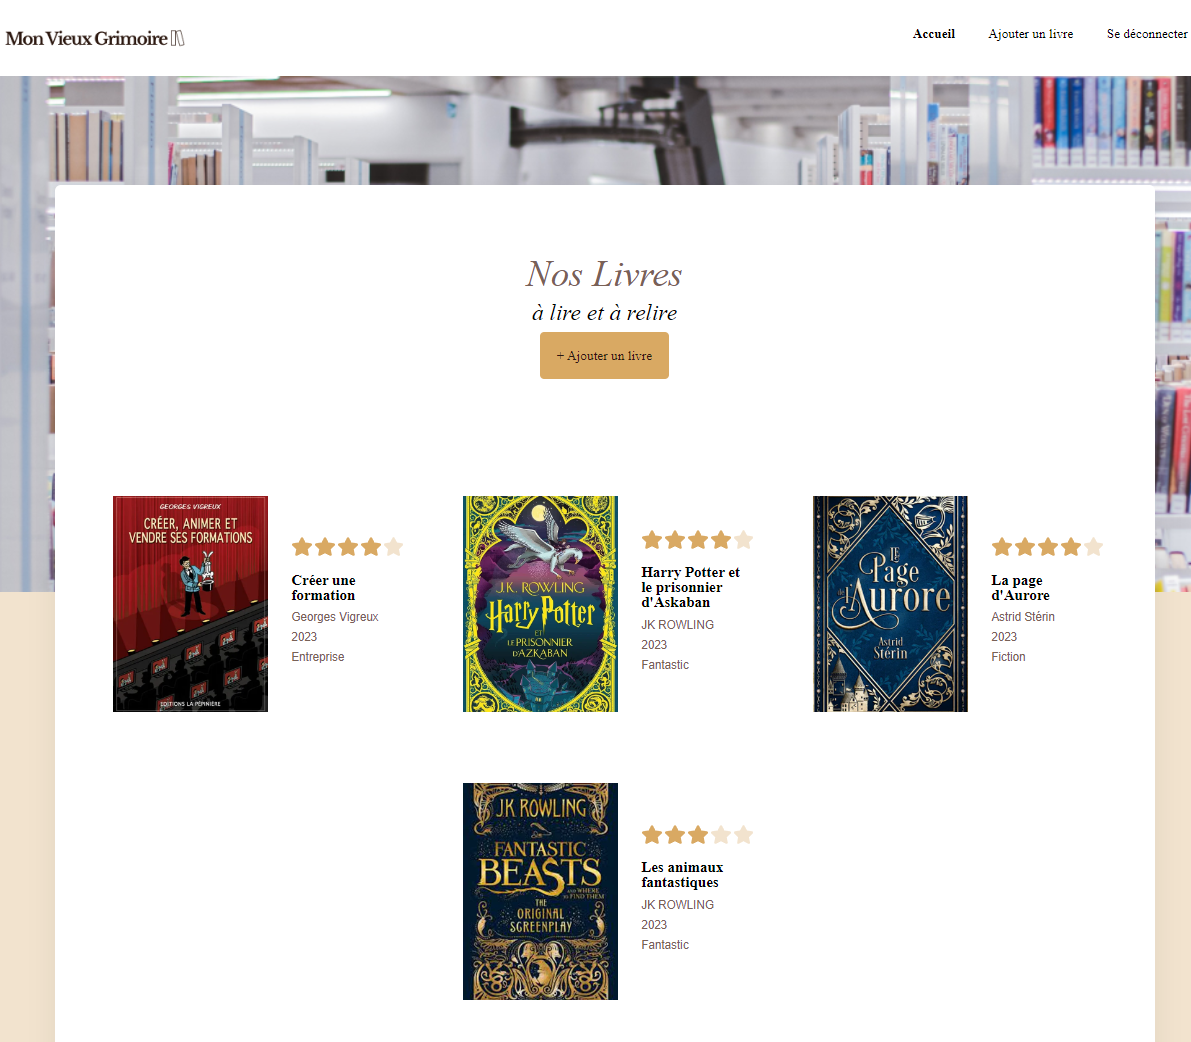 Mon Vieux Grimoire
Accueil
Ajouter un livre
Se déconnecter
Nos Livres
à lire et à relire
+ Ajouter un livre
GEORGES VIGREUX
CRÉER, ANIMER ET
VENDRE SES FORMATIONS
EDITIONS LA PÉPINIÈRE
Créer une
formation
Georges Vigreux
2023
Entreprise
J.K. ROWLING
Harry Potter
ET
LE PRISONNIER
D'AZKABAN
Harry Potter et
le prisonnier
d'Askaban
JK ROWLING
2023
Fantastic
LE
Page
de l'Aurore
Astrid
Stérin
La page
d'Aurore
Astrid Stérin
2023
Fiction
J.K. ROWLING
FANTASTIC
BEASTS
AND WHERE
TO FIND THEM
THE
ORIGINAL
SCREENPLAY
Les animaux
fantastiques
JK ROWLING
2023
Fantastic